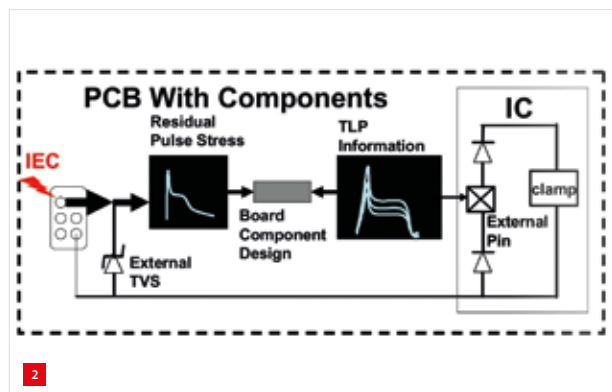 PCB With Components
IC
Residual
Pulse Stress
TLP
Information
IEC
clamp
External
Pin
Board
Component
Design
External
TVS
2